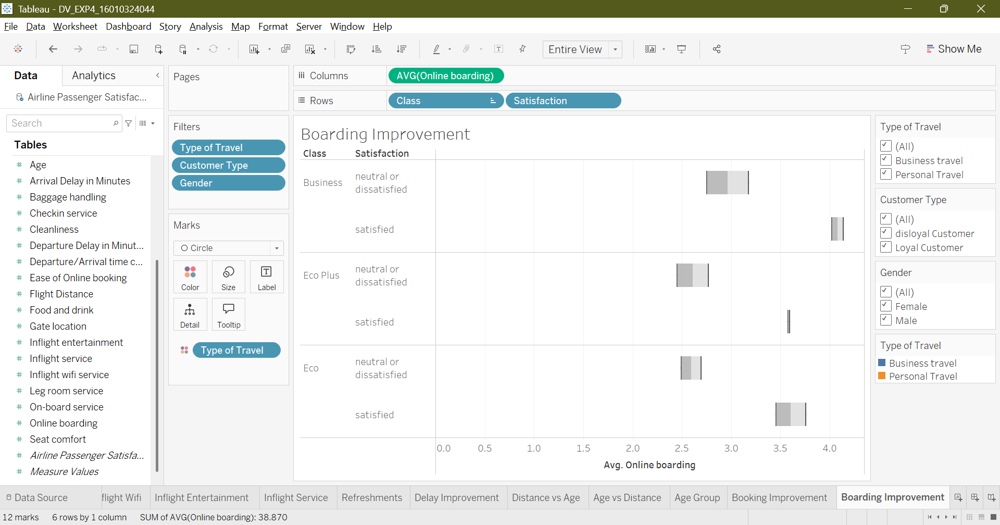 Tableau - DV_EXP4_16010324044
File Data Worksheet Dashboard Story Analysis Map Format Server Window Help
Entire View
Show Me
Data
Analytics
Airline Passenger Satisfac...
Search
Tables
Age
Arrival Delay in Minutes
Baggage handling
Checkin service
Cleanliness
Departure Delay in Minut...
Departure/Arrival time c...
Ease of Online booking
Flight Distance
Food and drink
Gate location
Inflight entertainment
Inflight service
Inflight wifi service
Leg room service
On-board service
Online boarding
Seat comfort
Airline Passenger Satisfa...
Measure Values
Pages
Filters
Type of Travel
Customer Type
Gender
Marks
Circle
Color
Size
Label
Detail
Tooltip
Type of Travel
Columns
AVG(Online boarding)
Rows
Class
Satisfaction
Boarding Improvement
Class
Satisfaction
Business
neutral or
dissatisfied
satisfied
Eco Plus
neutral or
dissatisfied
satisfied
Eco
neutral or
dissatisfied
satisfied
0.0 0.5 1.0 1.5 2.0 2.5 3.0 3.5 4.0
Avg. Online boarding
Type of Travel
(All)
Business travel
Personal Travel
Customer Type
(All)
disloyal Customer
Loyal Customer
Gender
(All)
Female
Male
Type of Travel
Business travel
Personal Travel
Data Source
flight Wifi
Inflight Entertainment
Inflight Service
Refreshments
Delay Improvement
Distance vs Age
Age vs Distance
Age Group
Booking Improvement
Boarding Improvement
12 marks
6 rows by 1 column
SUM of AVG(Online boarding): 38.870